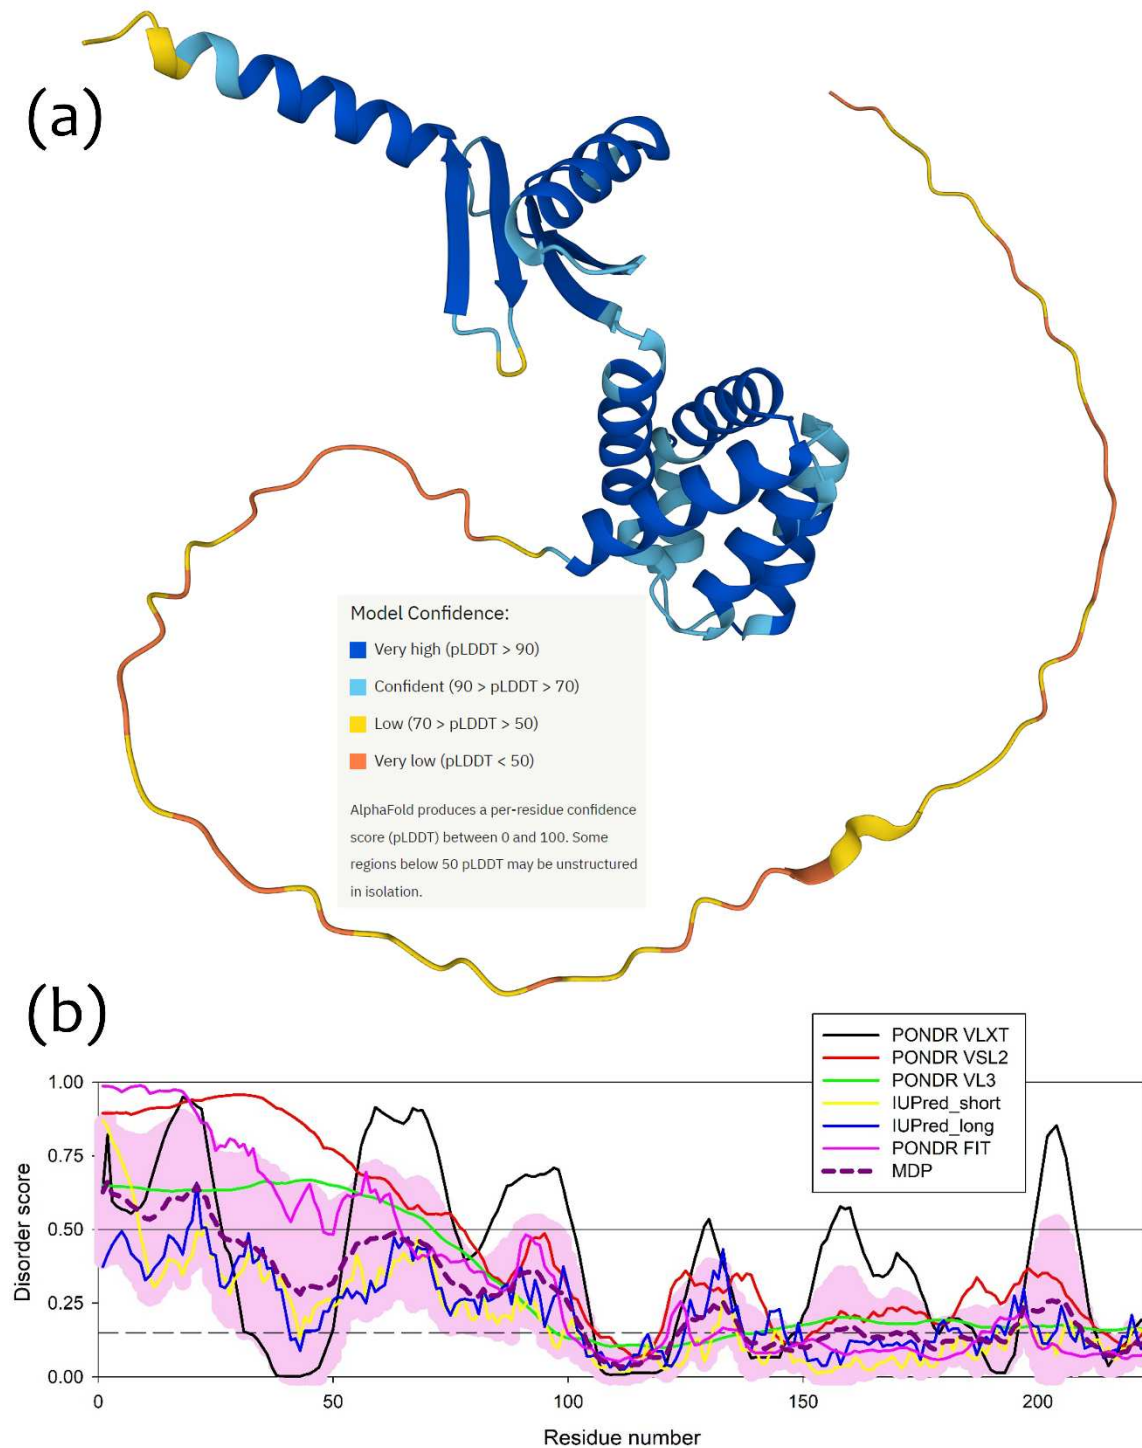 (a)
Model Confidence:
Very high (pLDDT > 90)
Confident (90 > pLDDT > 70)
Low (70 > pLDDT > 50)
Very low (pLDDT < 50)
AlphaFold produces a per-residue confidence
score (pLDDT) between 0 and 100. Some
regions below 50 pLDDT may be unstructured
in isolation.
(b)
PONDR VLXT
PONDR VSL2
PONDR VL3
IUPred_short
IUPred_long
PONDR FIT
MDP
Disorder score
1.00
0.75
0.50
0.25
0.00
0
50
100
150
200
Residue number